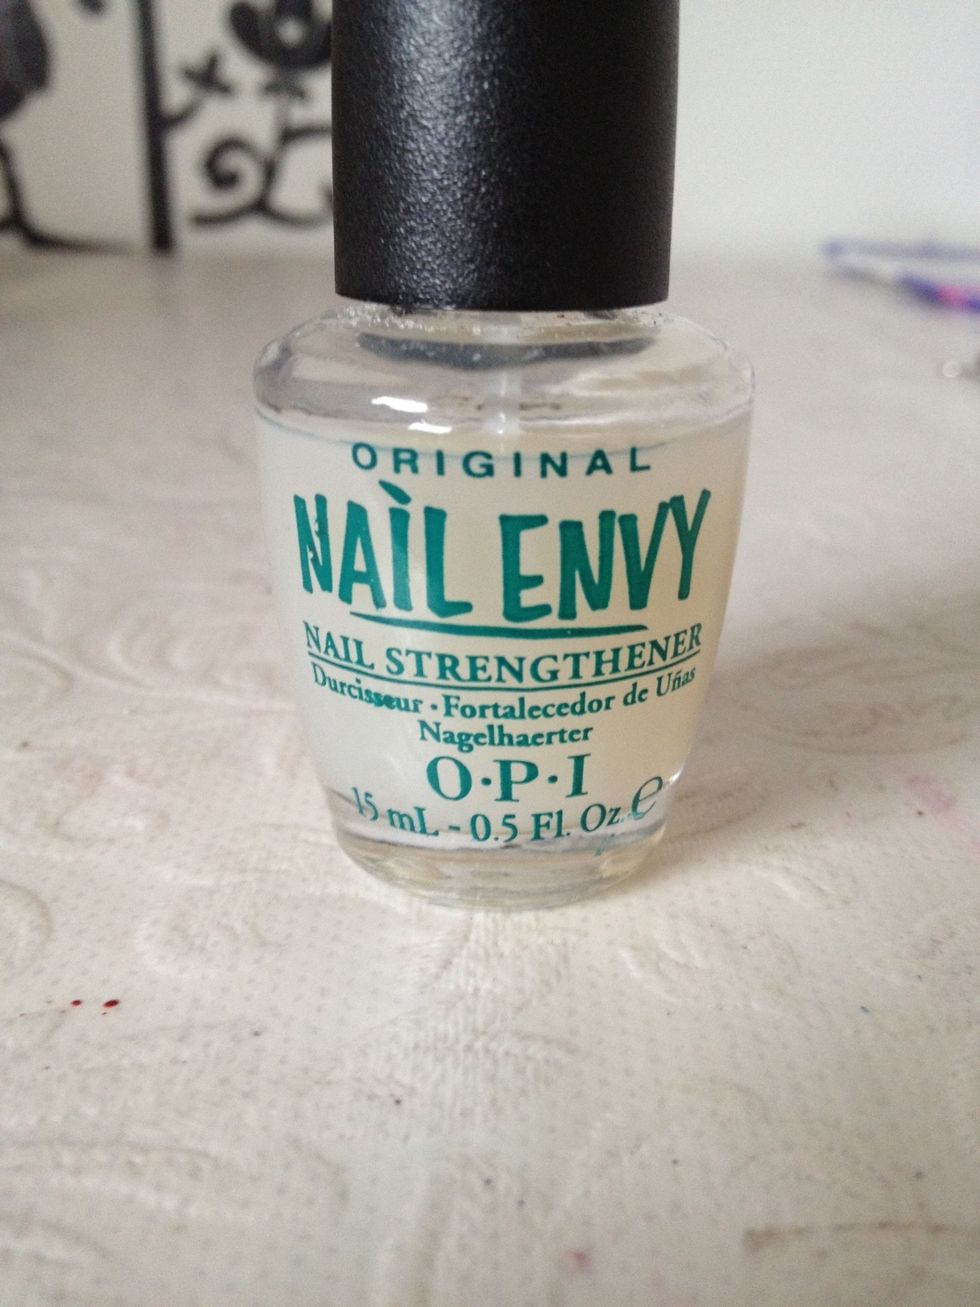 ORIGINAL
NAIL ENVY
NAIL STRENGTHENER
Durcisseur · Fortalecedor de Uñas
Nagelhaerter
O·P·I
15 mL - 0.5 Fl. Oz. ℮